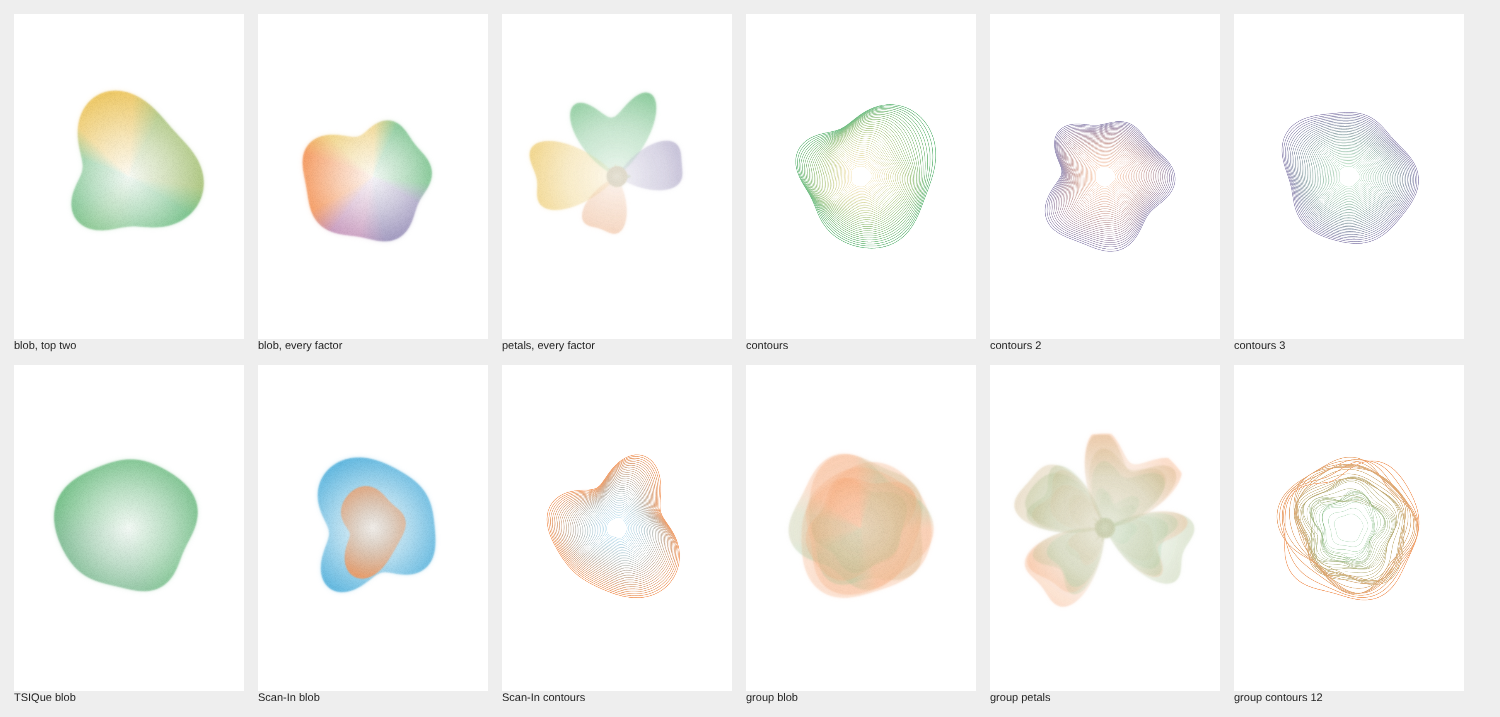 blob, top two
blob, every factor
petals, every factor
contours
contours 2
contours 3
TSIQue blob
Scan-In blob
Scan-In contours
group blob
group petals
group contours 12